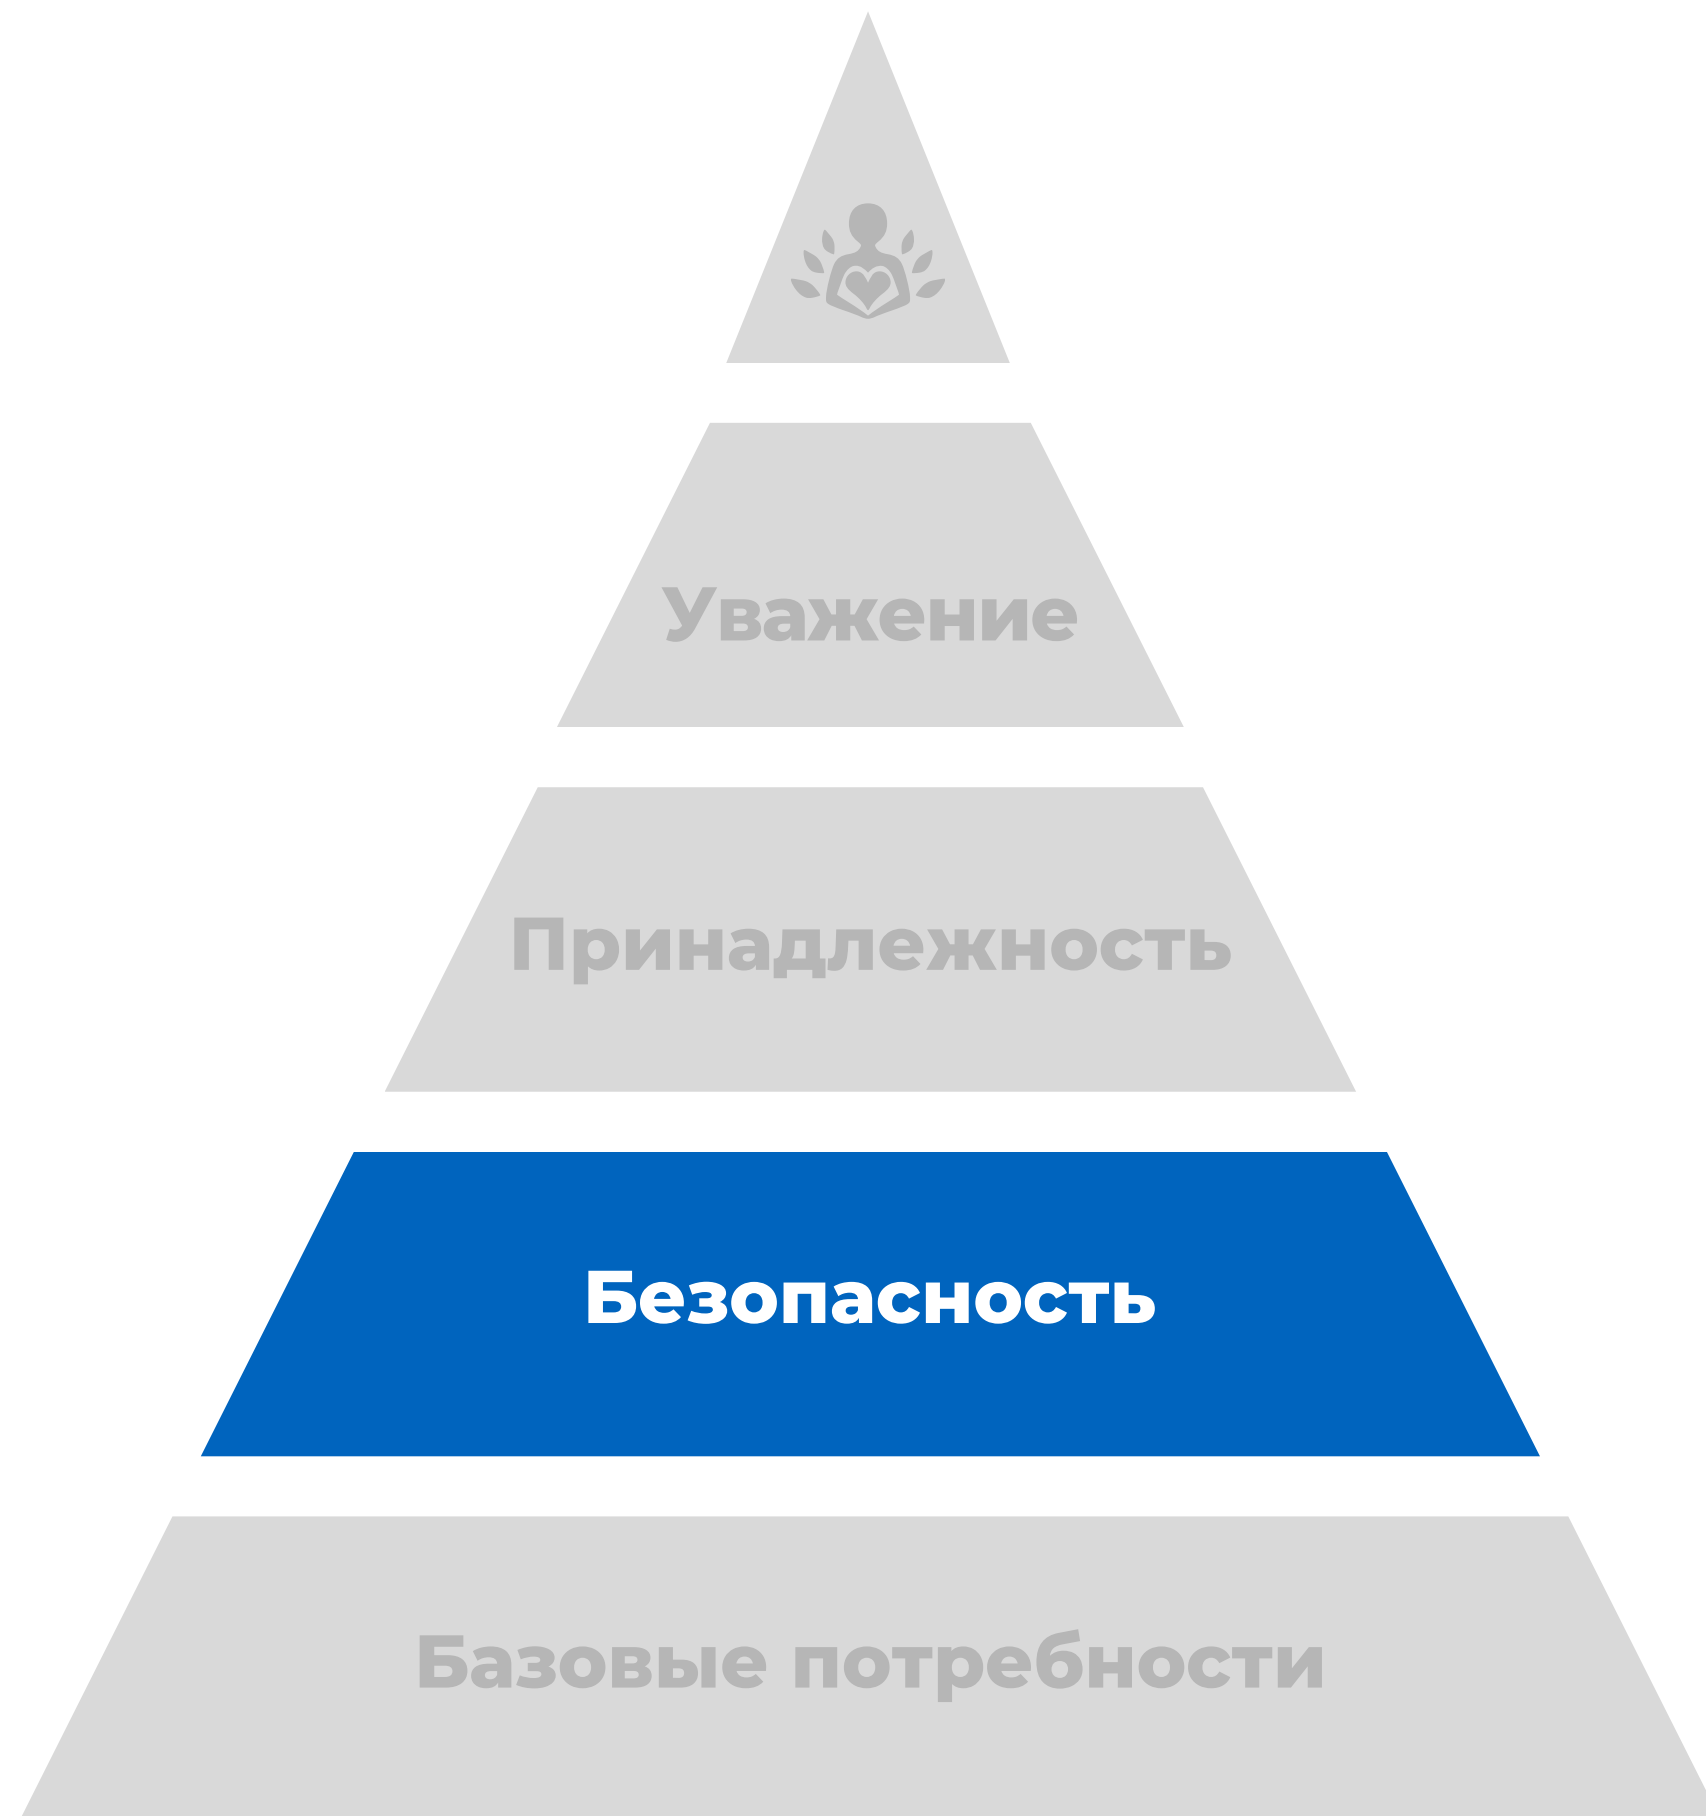 Уважение
Принадлежность
Безопасность
Базовые потребности